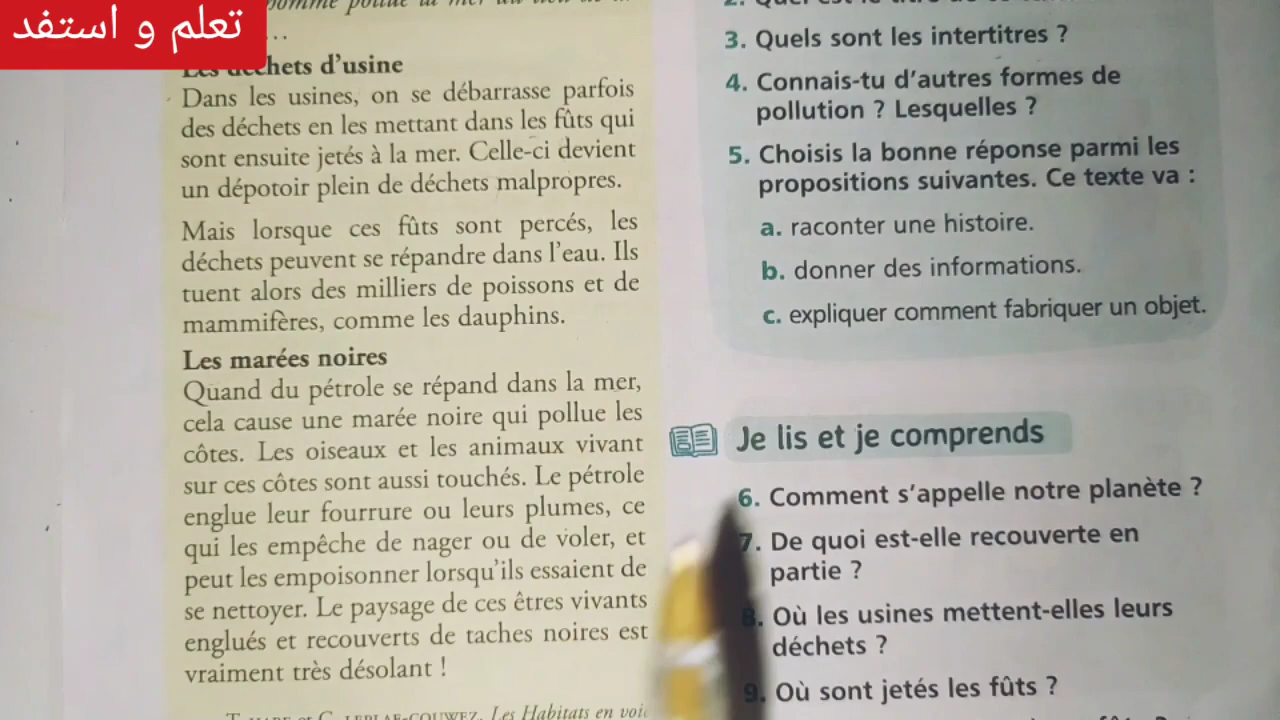 تعلم و استفد
...
Les déchets d'usine
Dans les usines, on se débarrasse parfois
des déchets en les mettant dans les fûts qui
sont ensuite jetés à la mer. Celle-ci devient
un dépotoir plein de déchets malpropres.
Mais lorsque ces fûts sont percés, les
déchets peuvent se répandre dans l'eau. Ils
tuent alors des milliers de poissons et de
mammifères, comme les dauphins.
Les marées noires
Quand du pétrole se répand dans la mer,
cela cause une marée noire qui pollue les
côtes. Les oiseaux et les animaux vivant
sur ces côtes sont aussi touchés. Le pétrole
englue leur fourrure ou leurs plumes, ce
qui les empêche de nager ou de voler, et
peut les empoisonner lorsqu'ils essaient de
se nettoyer. Le paysage de ces êtres vivants
englués et recouverts de taches noires est
vraiment très désolant !
Les Habitats en voie
3. Quels sont les intertitres ?
4. Connais-tu d'autres formes de
pollution ? Lesquelles ?
5. Choisis la bonne réponse parmi les
propositions suivantes. Ce texte va :
a. raconter une histoire.
b. donner des informations.
c. expliquer comment fabriquer un objet.
Je lis et je comprends
6. Comment s'appelle notre planète ?
7. De quoi est-elle recouverte en
partie ?
8. Où les usines mettent-elles leurs
déchets ?
9. Où sont jetés les fûts ?